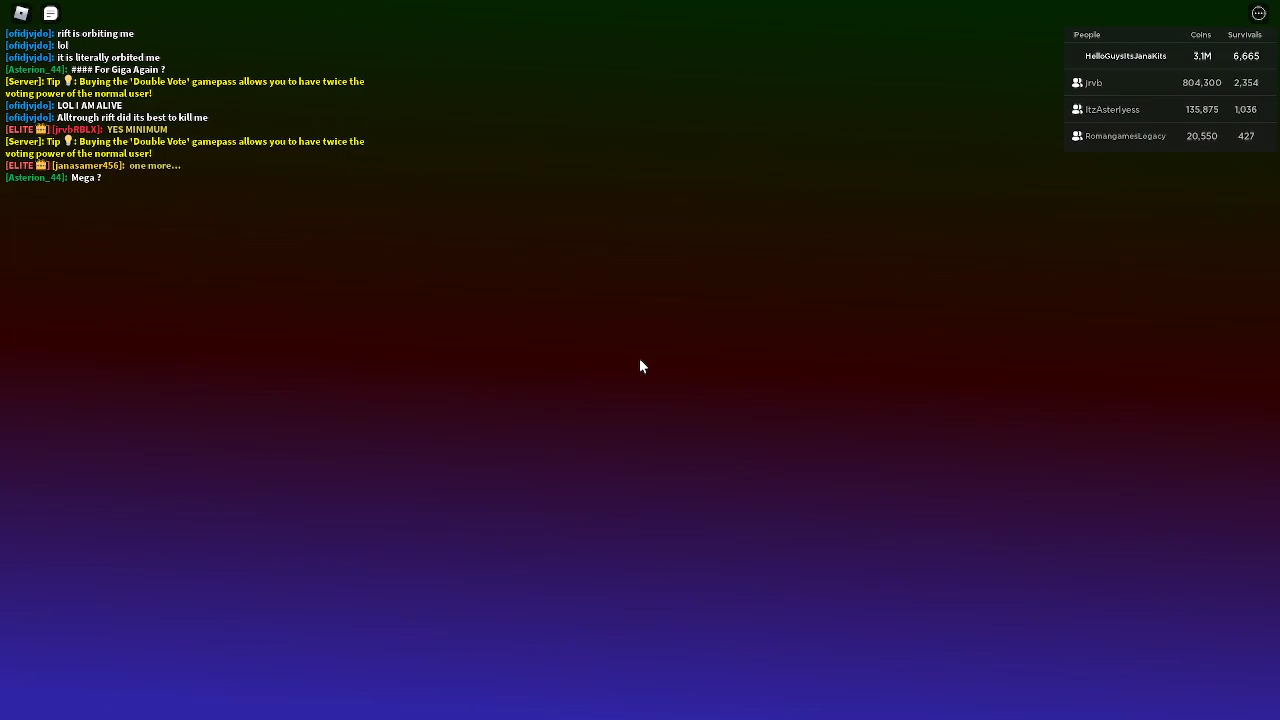 [ofidjvjdo]: rift is orbiting me
[ofidjvjdo]: lol
[ofidjvjdo]: it is literally orbited me
[Asterion_44]: #### For Giga Again ?
[Server]: Tip 💡: Buying the 'Double Vote' gamepass allows you to have twice the
voting power of the normal user!
[ofidjvjdo]: LOL I AM ALIVE
[ofidjvjdo]: Alltrough rift did its best to kill me
[ELITE 💼] [jrvbRBLX]: YES MINIMUM
[Server]: Tip 💡: Buying the 'Double Vote' gamepass allows you to have twice the
voting power of the normal user!
[ELITE 💼] [janasamer456]: one more...
[Asterion_44]: Mega ?
People Coins Survivals
HelloGuysItsJanaKits 3.1M 6,665
jrvb 804,300 2,354
ItzAsterlyess 135,875 1,036
RomangamesLegacy 20,550 427